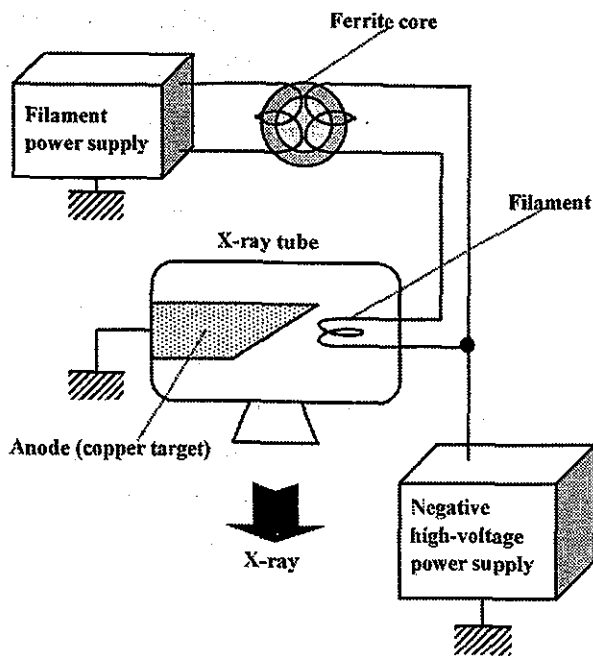 Ferrite core
Filament
power supply
Filament
X-ray tube
Anode (copper target)
X-ray
Negative
high-voltage
power supply